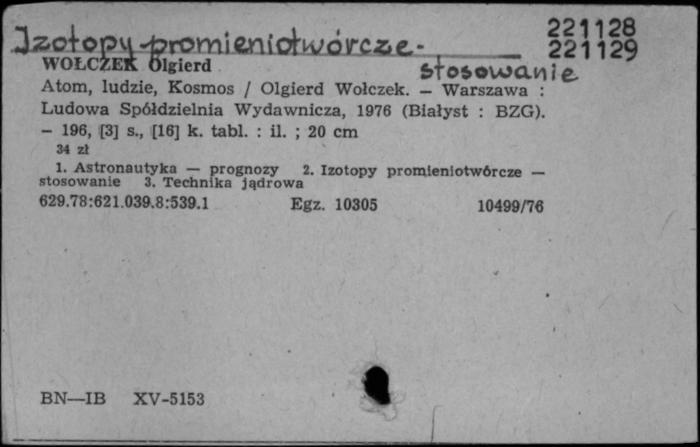 Izotopy promieniotwórcze - 221128
221129
WOŁCZEK Olgierd stosowanie
Atom, ludzie, Kosmos / Olgierd Wołczek. — Warszawa :
Ludowa Spółdzielnia Wydawnicza, 1976 (Białystok : BZG).
— 196, [3] s., [16] k. tabl. : il. ; 20 cm
34 zł
1. Astronautyka — prognozy 2. Izotopy promieniotwórcze —
stosowanie 3. Technika jądrowa
629.78:621.039.8:539.1 Egz. 10305 10499/76
BN—IB XV-5153